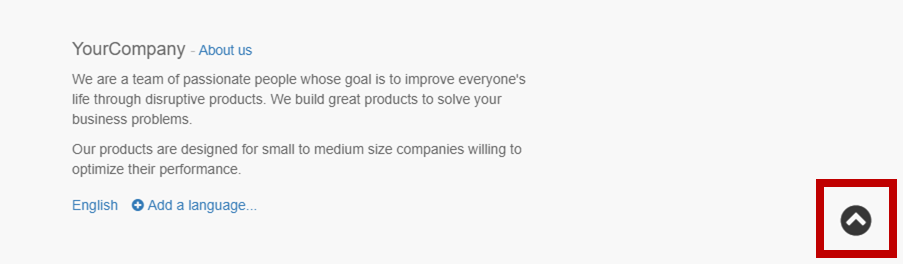 YourCompany - About us
We are a team of passionate people whose goal is to improve everyone's
life through disruptive products. We build great products to solve your
business problems.
Our products are designed for small to medium size companies willing to
optimize their performance.
English Add a language...